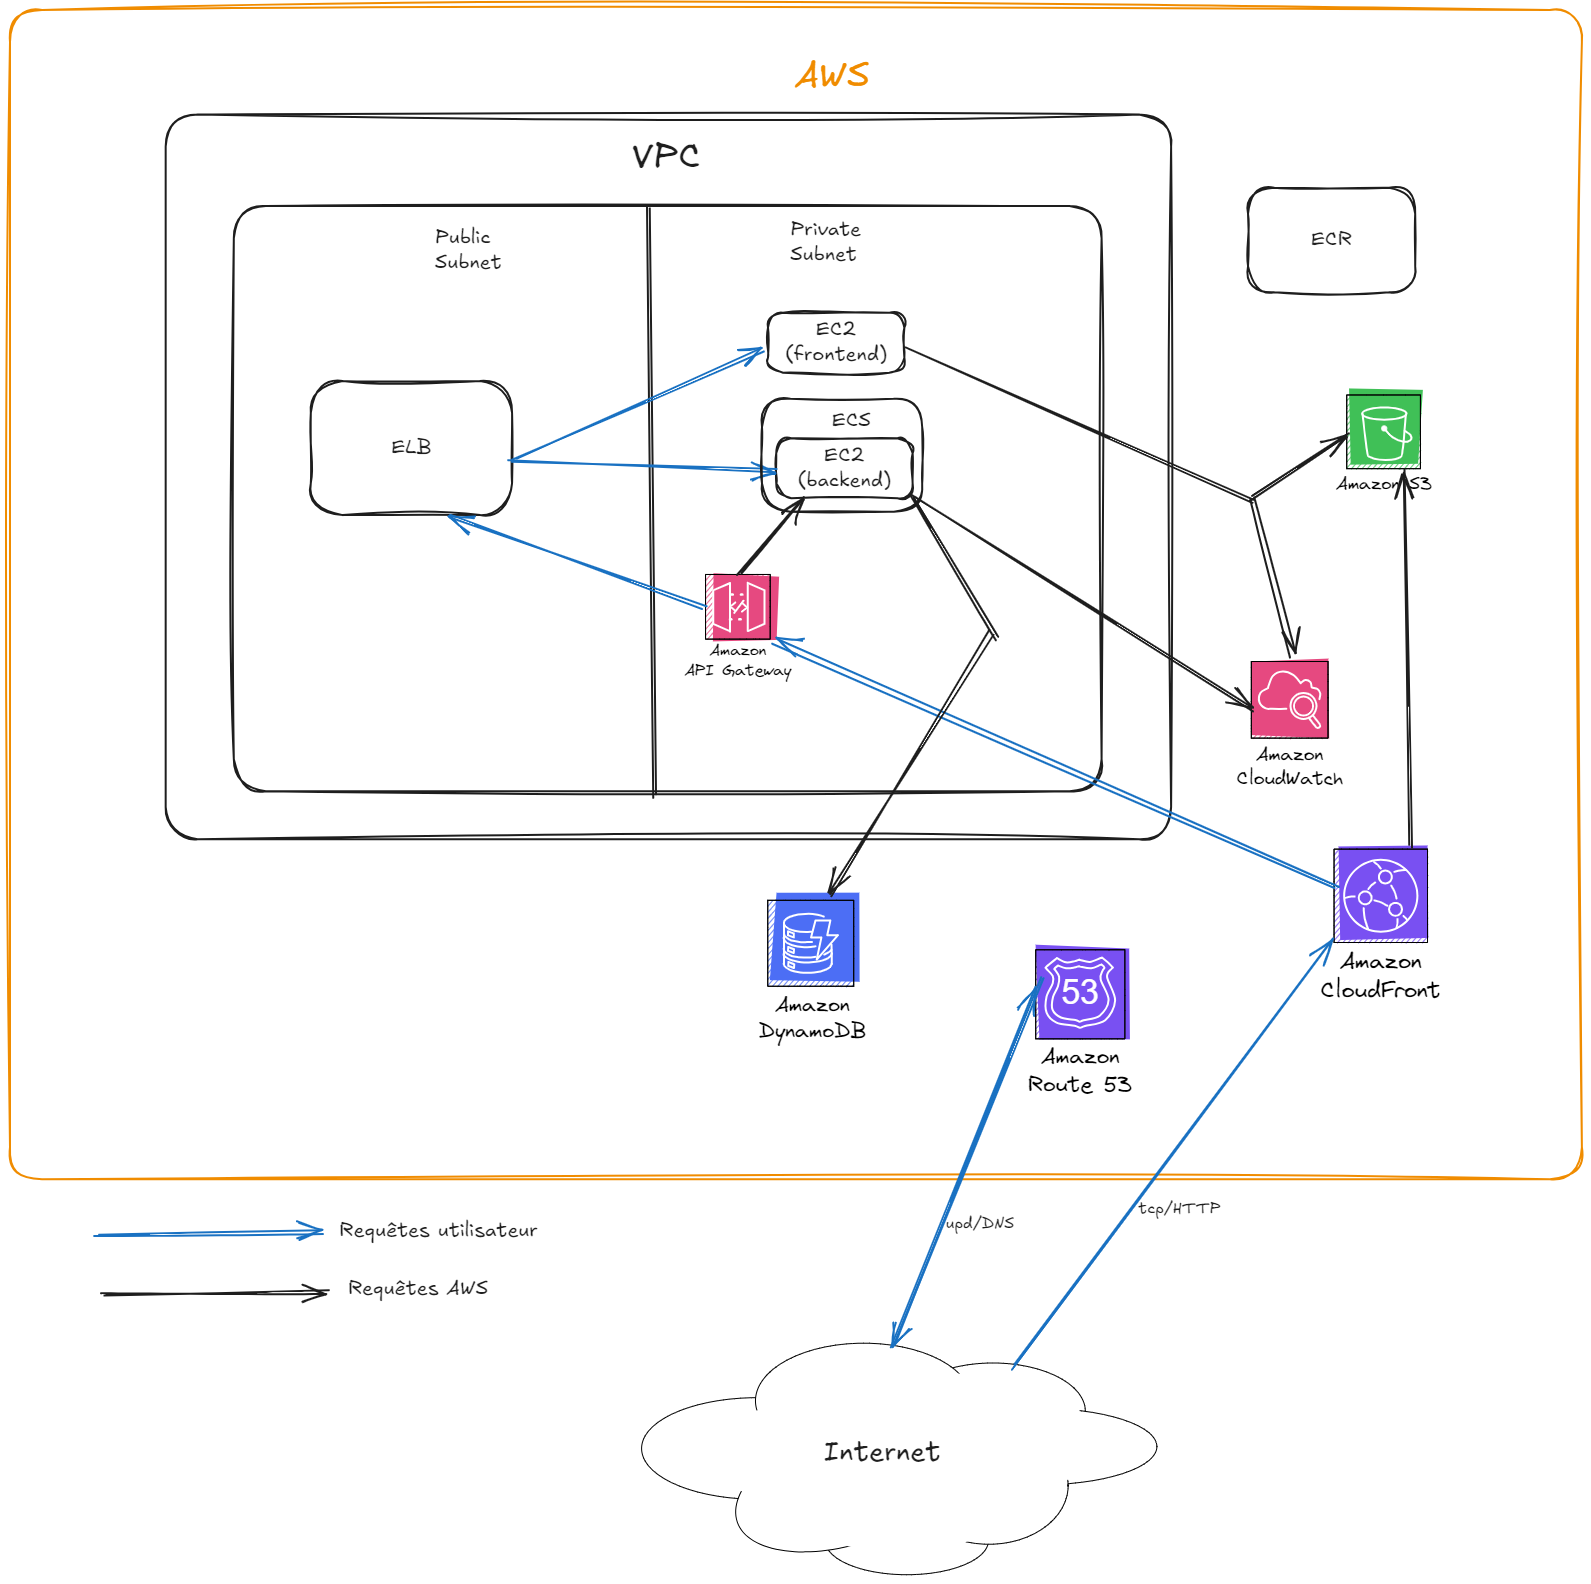 AWS
VPC
Public
Subnet
Private
Subnet
ECR
EC2
(frontend)
ELB
ECS
EC2
(backend)
Amazon S3
Amazon
API Gateway
Amazon
CloudWatch
Amazon
CloudFront
Amazon
DynamoDB
53
Amazon
Route 53
upd/DNS
tcp/HTTP
Requêtes utilisateur
Requêtes AWS
Internet